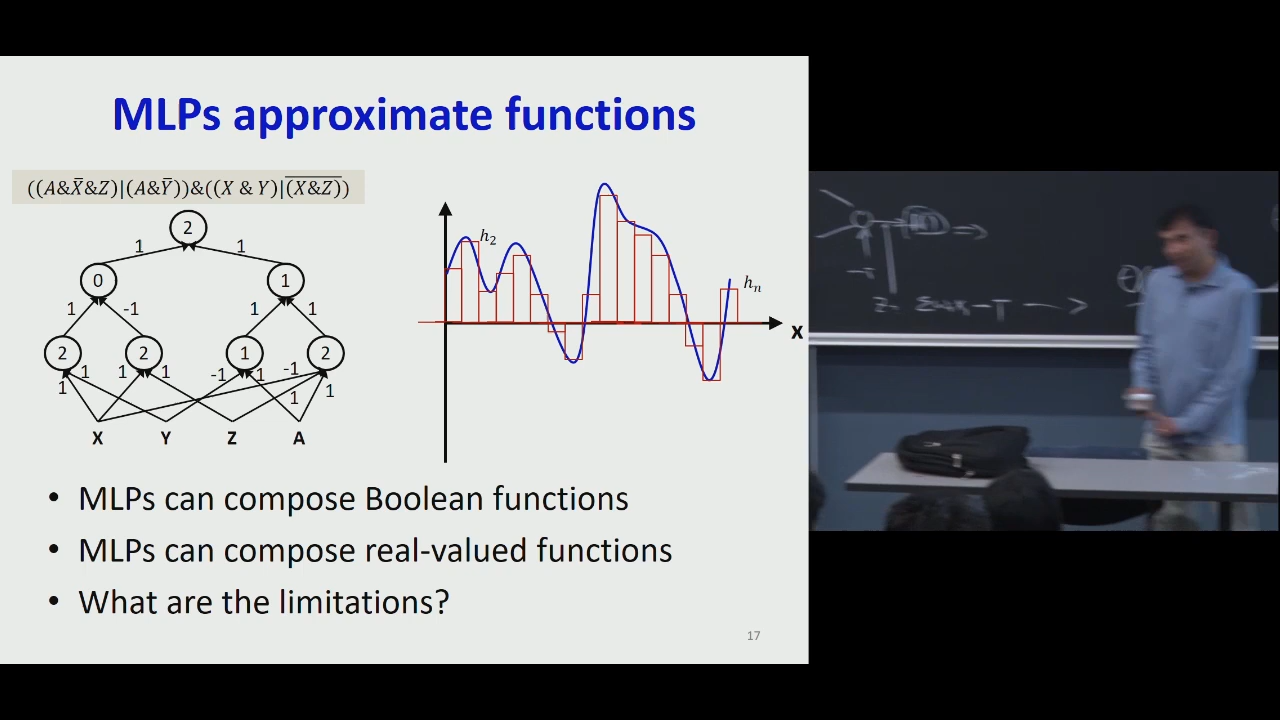 MLPs approximate functions
((A&X̄&Z)|(A&Ȳ))&((X & Y)|\overline{(X&Z)})
2
1 1
0 1
1 -1 1 1
2 2 1 2
1 1 1 1 -1 1 -1 1 1
X Y Z A
h₂
hₙ
X
• MLPs can compose Boolean functions
• MLPs can compose real-valued functions
• What are the limitations?
17